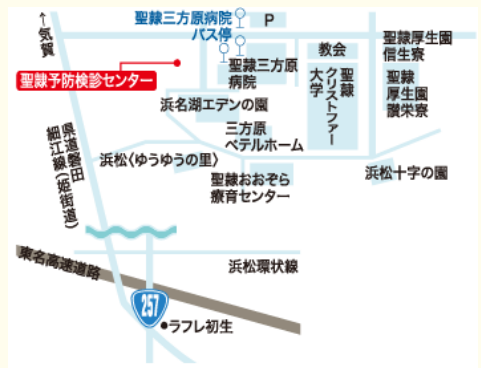 ←気賀
聖隷三方原病院
バス停
P
聖隷予防検診センター
聖隷三方原
病院
教会
聖隷
クリストファー
大学
聖隷厚生園
信生寮
聖隷
厚生園
讃栄寮
浜名湖エデンの園
三方原
ベテルホーム
浜松〈ゆうゆうの里〉
聖隷おおぞら
療育センター
浜松十字の園
県道磐田
細江線(姫街道)
東名高速道路
浜松環状線
257
ラフレ初生